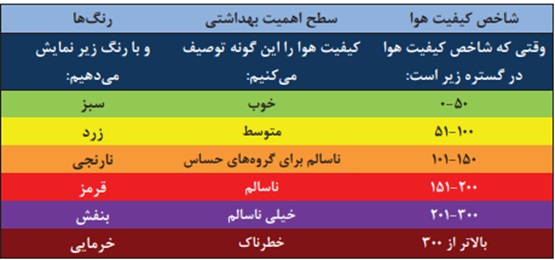 شاخص کیفیت هوا	سطح اهمیت بهداشتی	رنگ‌ها
وقتی که شاخص کیفیت هوا	کیفیت هوا را این گونه توصیف	و با رنگ زیر نمایش
در گستره زیر است:	می‌کنیم:	می‌دهیم:
۰-۵۰	خوب	سبز
۵۱-۱۰۰	متوسط	زرد
۱۰۱-۱۵۰	ناسالم برای گروه‌های حساس	نارنجی
۱۵۱-۲۰۰	ناسالم	قرمز
۲۰۱-۳۰۰	خیلی ناسالم	بنفش
بالاتر از ۳۰۰	خطرناک	خرمایی